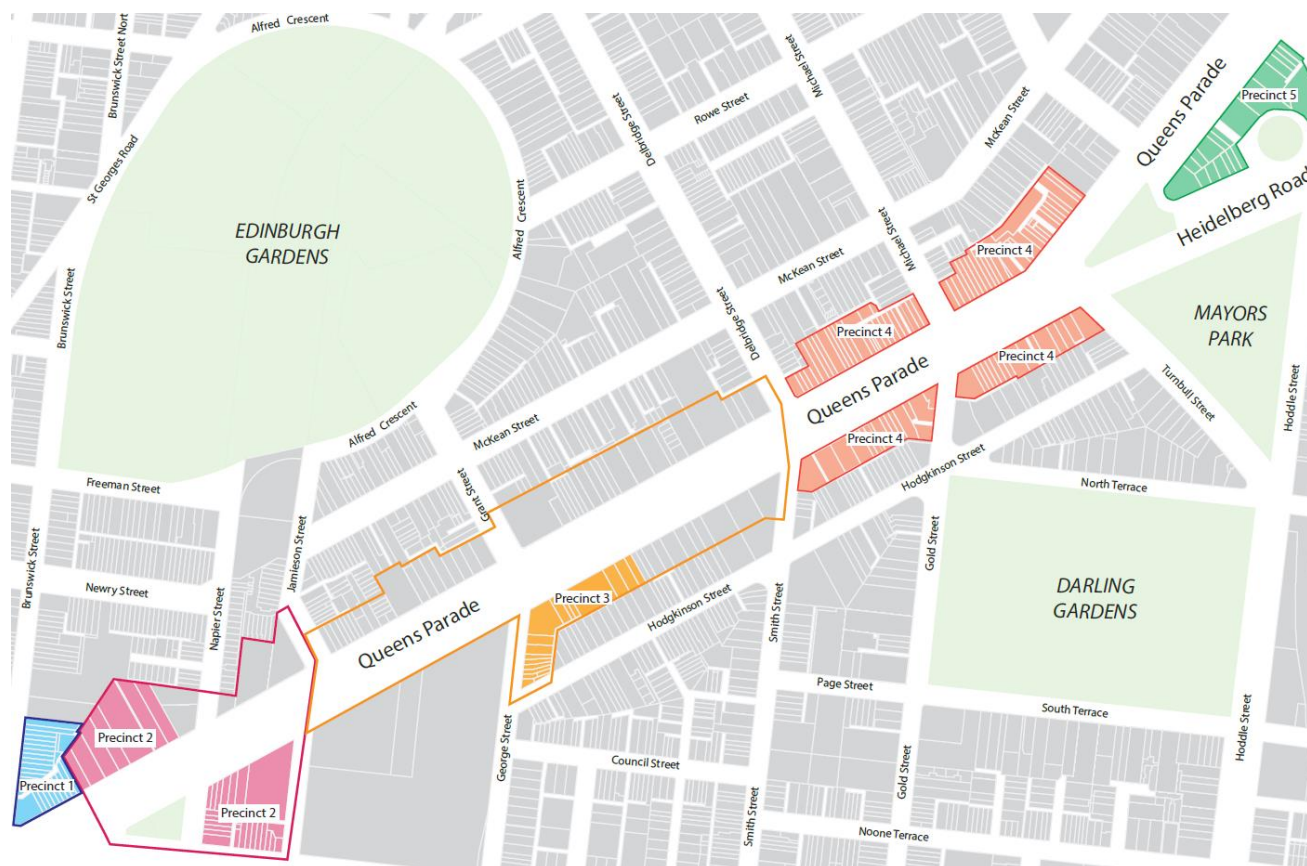 Alfred Crescent
Brunswick Street Nort
St Georges Road
Delbridge Street
Michael Street
Rowe Street
McKean Street
Queens Parade
Precinct 5
Heidelberg Road
EDINBURGH
GARDENS
Alfred Crescent
Michael Street
McKean Street
Precinct 4
Brunswick Street
Delbridge Street
Precinct 4
MAYORS
PARK
Precinct 4
Turnbull Street
Hoddle Street
Queens Parade
Alfred Crescent
McKean Street
Precinct 4
Hodgkinson Street
Freeman Street
Grant Street
North Terrace
Jamieson Street
Brunswick Street
Gold Street
Newry Street
Napier Street
Precinct 3
Hodgkinson Street
Smith Street
DARLING
GARDENS
Queens Parade
Page Street
South Terrace
Hoddle Street
Precinct 2
George Street
Council Street
Precinct 1
Gold Street
Precinct 2
Smith Street
Noone Terrace